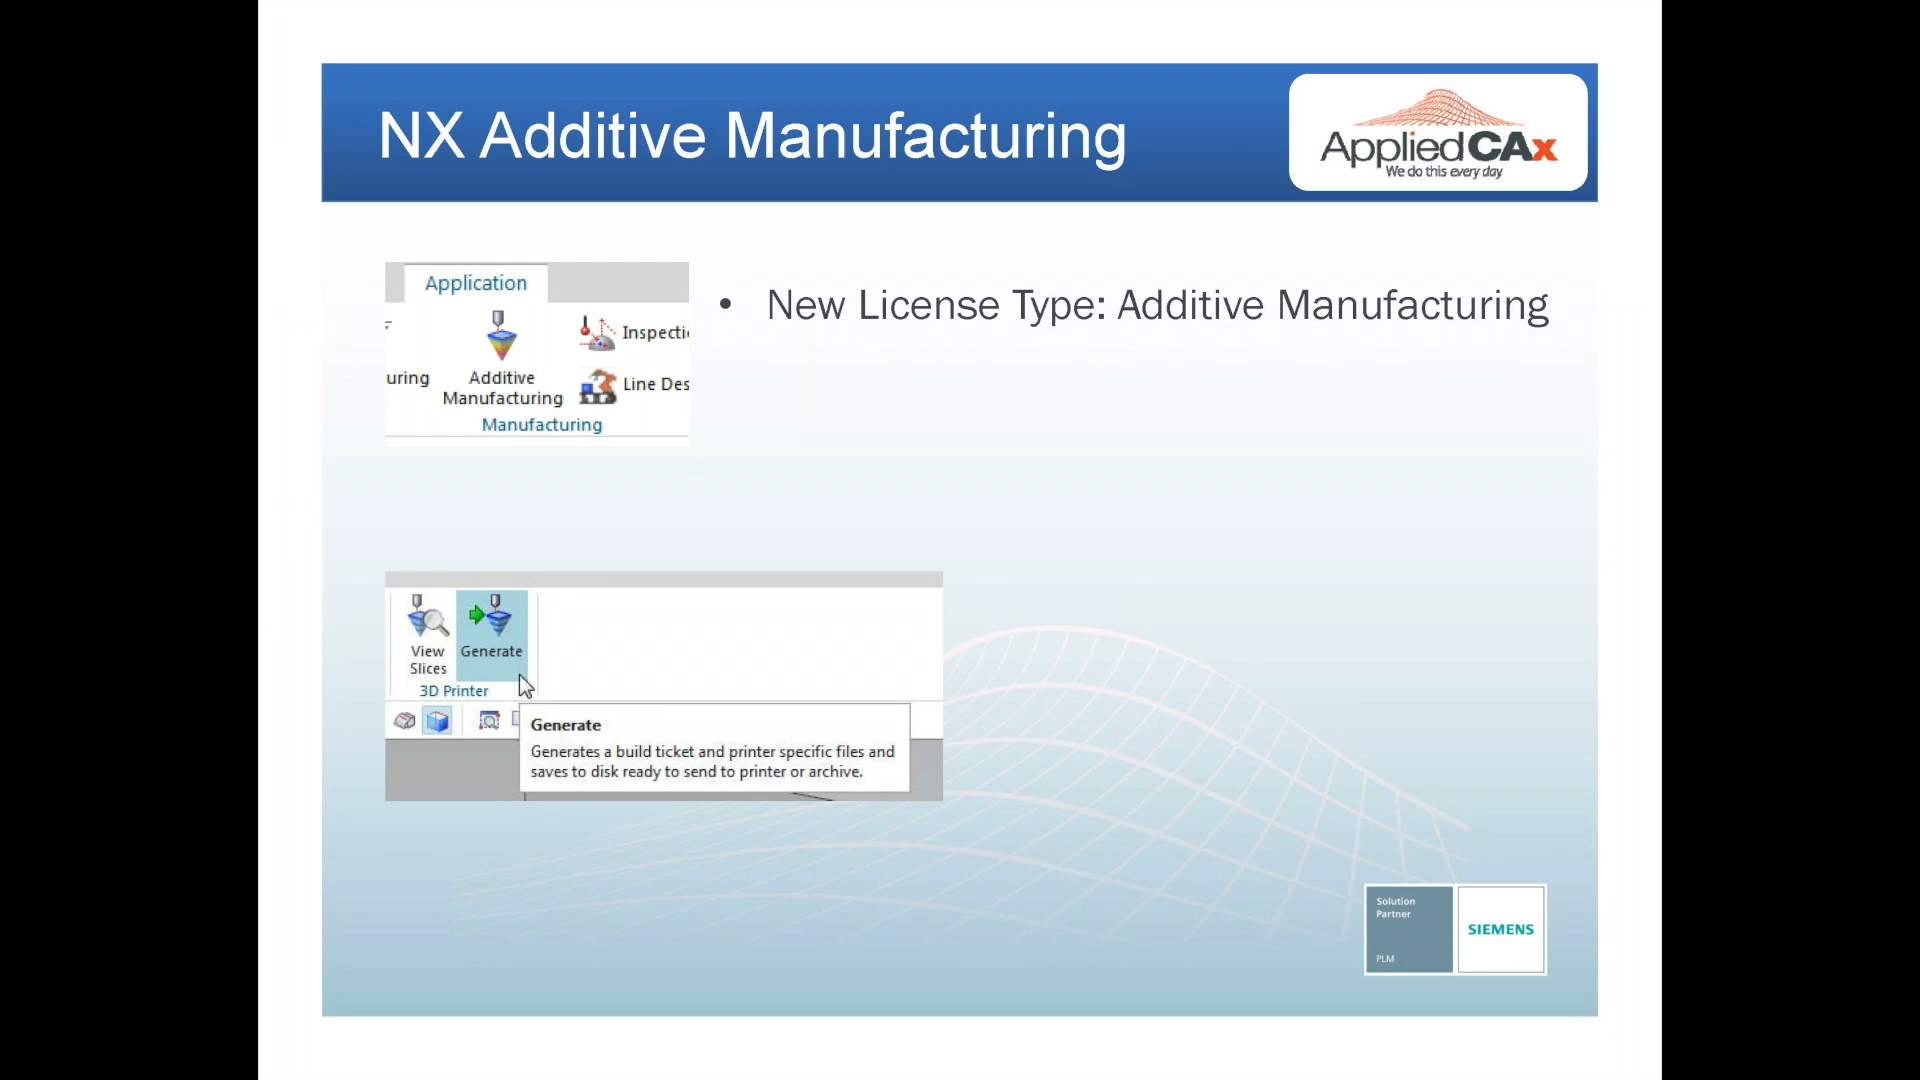 NX Additive Manufacturing
AppliedCAx
We do this every day
Application
uring
Additive
Manufacturing
Inspecti
Line Des
Manufacturing
• New License Type: Additive Manufacturing
View
Slices
Generate
3D Printer
Generate
Generates a build ticket and printer specific files and
saves to disk ready to send to printer or archive.
Solution
Partner
PLM
SIEMENS